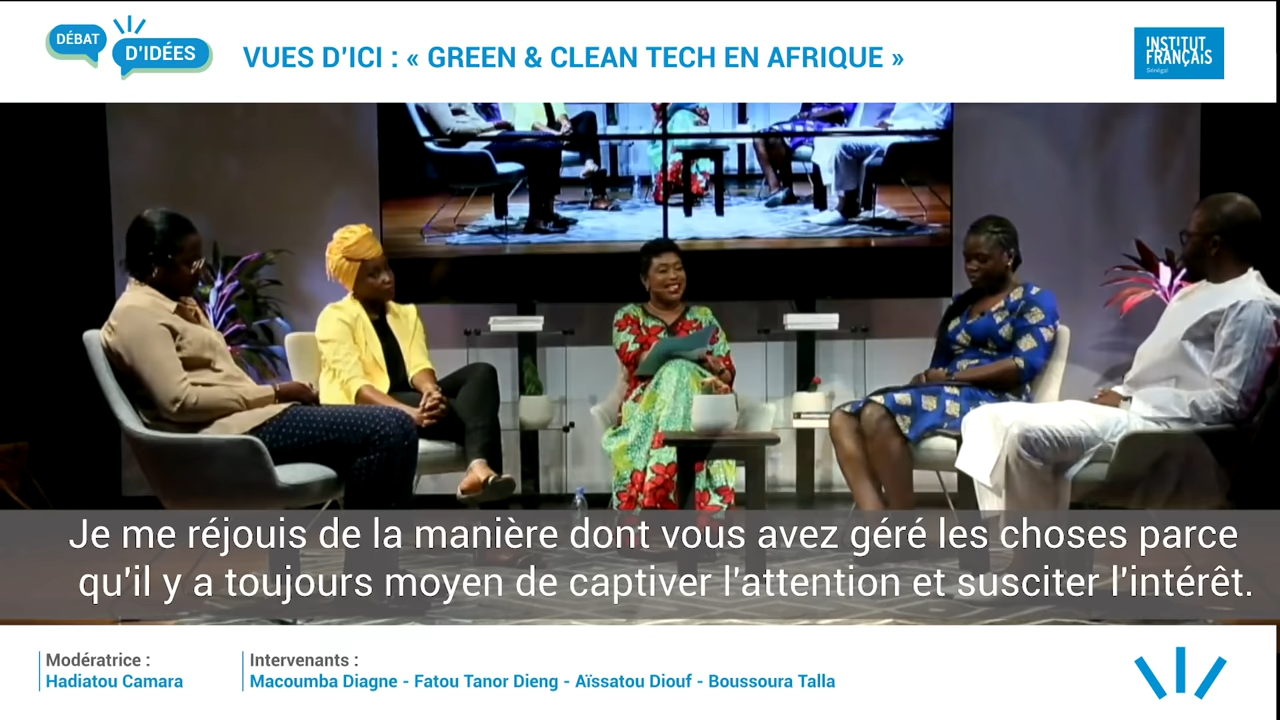 DÉBAT
D'IDÉES
VUES D'ICI : « GREEN & CLEAN TECH EN AFRIQUE »
INSTITUT
FRANÇAIS
Sénégal
Je me réjouis de la manière dont vous avez géré les choses parce
qu'il y a toujours moyen de captiver l'attention et susciter l'intérêt.
Modératrice :
Hadiatou Camara
Intervenants :
Macoumba Diagne - Fatou Tanor Dieng - Aïssatou Diouf - Boussoura Talla